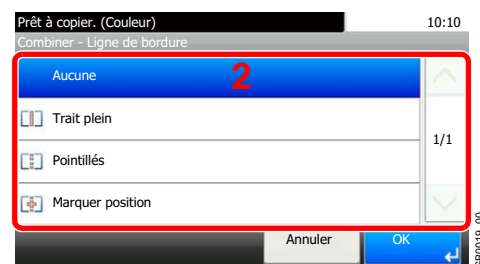 Prêt à copier. (Couleur) 10:10
Combiner - Ligne de bordure
Aucune
2
Trait plein
1/1
Pointillés
Marquer position
Annuler OK